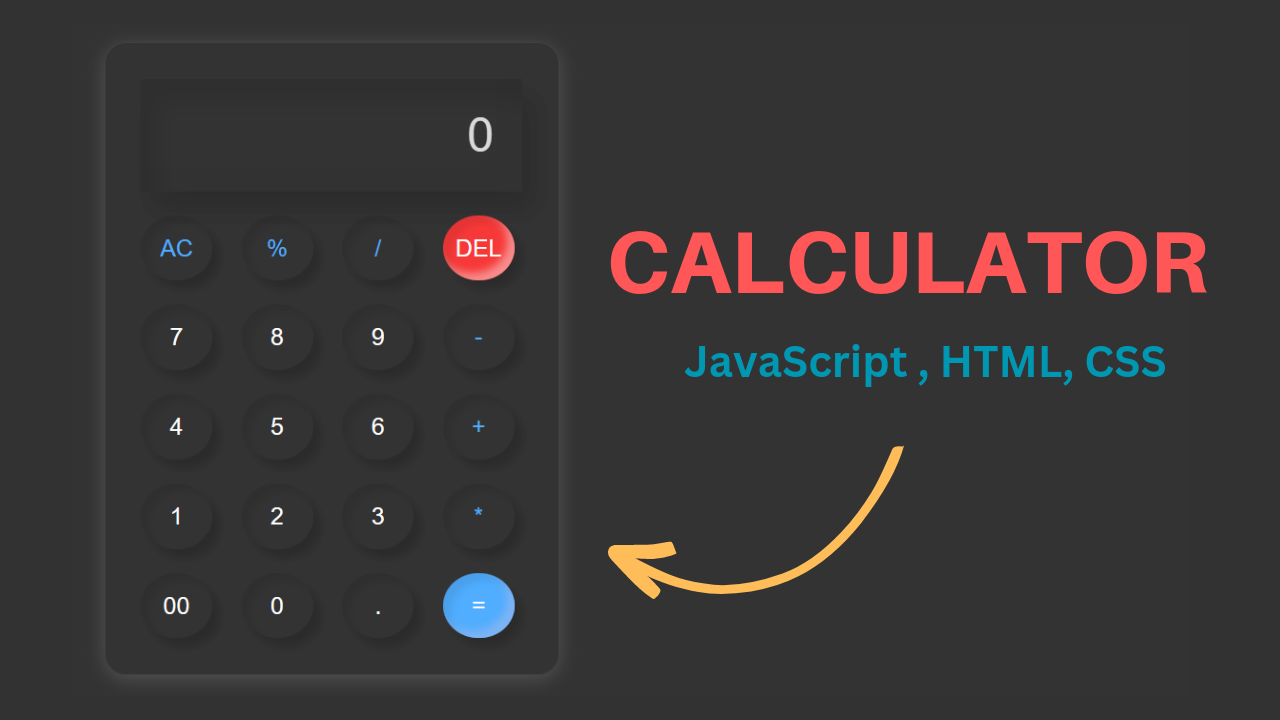 0
AC % / DEL
7 8 9 -
4 5 6 +
1 2 3 *
00 0 . =
CALCULATOR
JavaScript , HTML, CSS